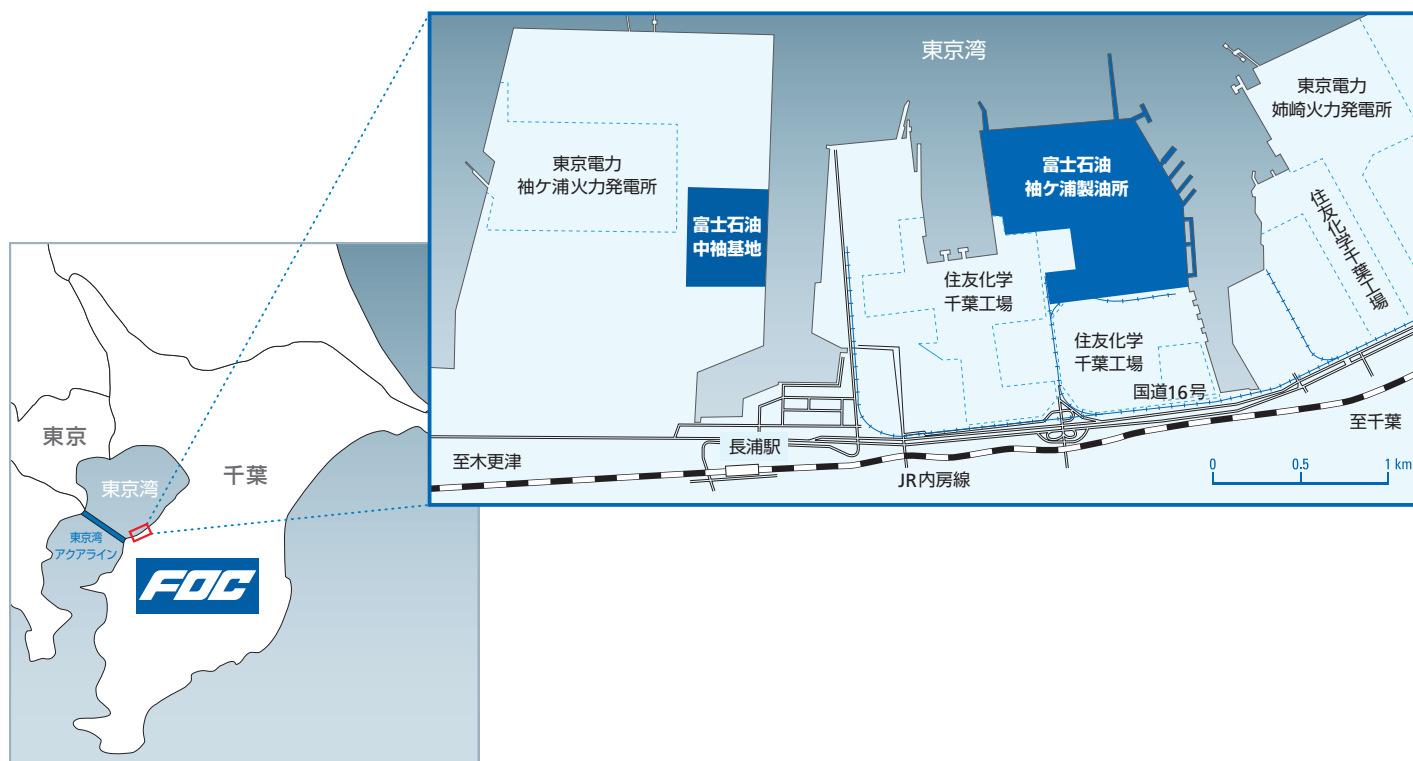 東京湾
東京電力
姉崎火力発電所
東京電力
袖ケ浦火力発電所
富士石油
袖ケ浦製油所
富士石油
中袖基地
住友化学千葉工場
住友化学
千葉工場
住友化学
千葉工場
国道16号
至千葉
長浦駅
至木更津
JR内房線
0 0.5 1 km
東京
千葉
東京湾
東京湾
アクアライン
FOC